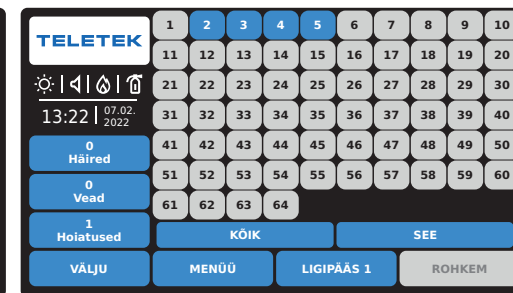 TELETEK
13:22
07.02.
2022
0
Häired
0
Vead
1
Hoiatused
VÄLJU
1 2 3 4 5 6 7 8 9 10
11 12 13 14 15 16 17 18 19 20
21 22 23 24 25 26 27 28 29 30
31 32 33 34 35 36 37 38 39 40
41 42 43 44 45 46 47 48 49 50
51 52 53 54 55 56 57 58 59 60
61 62 63 64
KÕIK SEE
MENÜÜ LIGIPÄÄS 1 ROHKEM